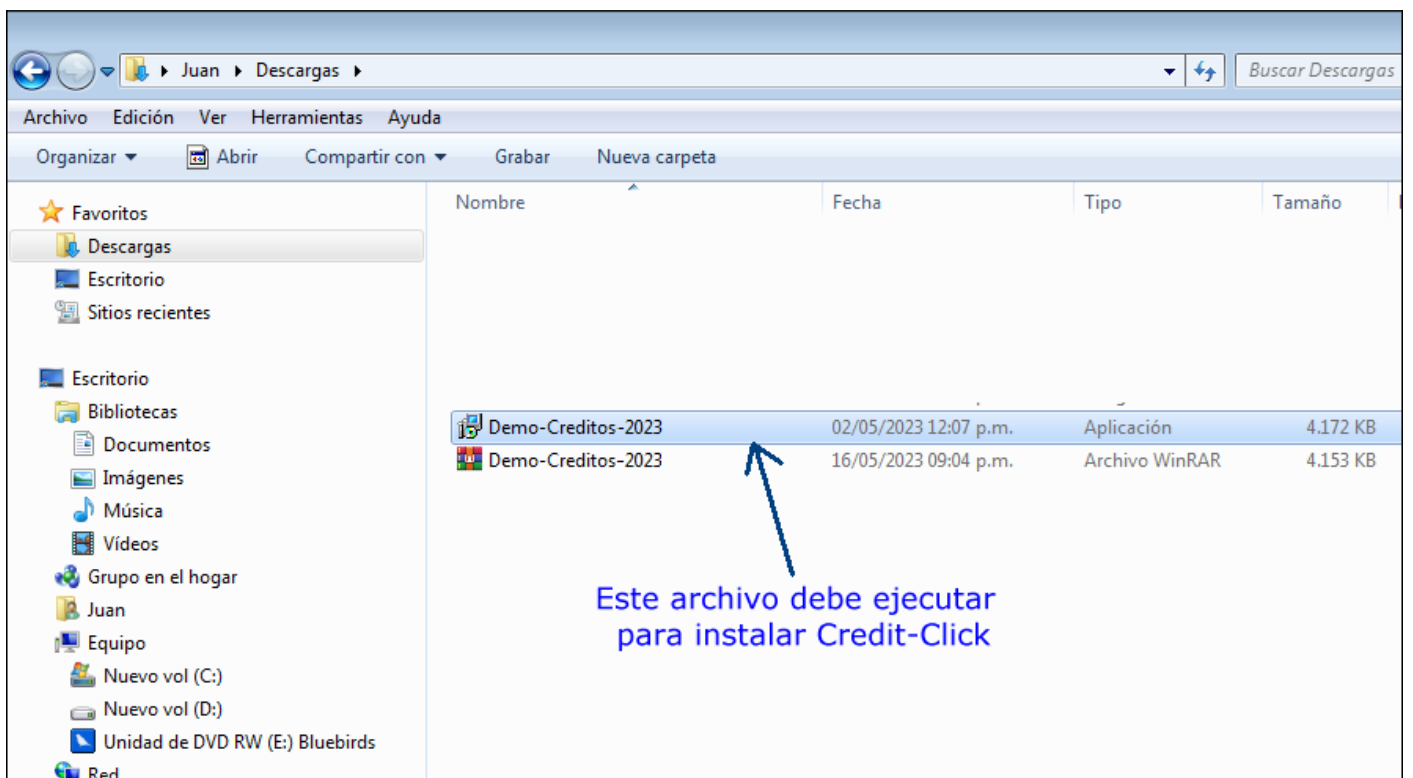 Juan Descargas
Buscar Descargas
Archivo Edición Ver Herramientas Ayuda
Organizar Abrir Compartir con Grabar Nueva carpeta
Favoritos
Descargas
Escritorio
Sitios recientes
Escritorio
Bibliotecas
Documentos
Imágenes
Música
Vídeos
Grupo en el hogar
Juan
Equipo
Nuevo vol (C:)
Nuevo vol (D:)
Unidad de DVD RW (E:) Bluebirds
Red
Nombre Fecha Tipo Tamaño
Demo-Creditos-2023 02/05/2023 12:07 p.m. Aplicación 4.172 KB
Demo-Creditos-2023 16/05/2023 09:04 p.m. Archivo WinRAR 4.153 KB
Este archivo debe ejecutar
para instalar Credit-Click